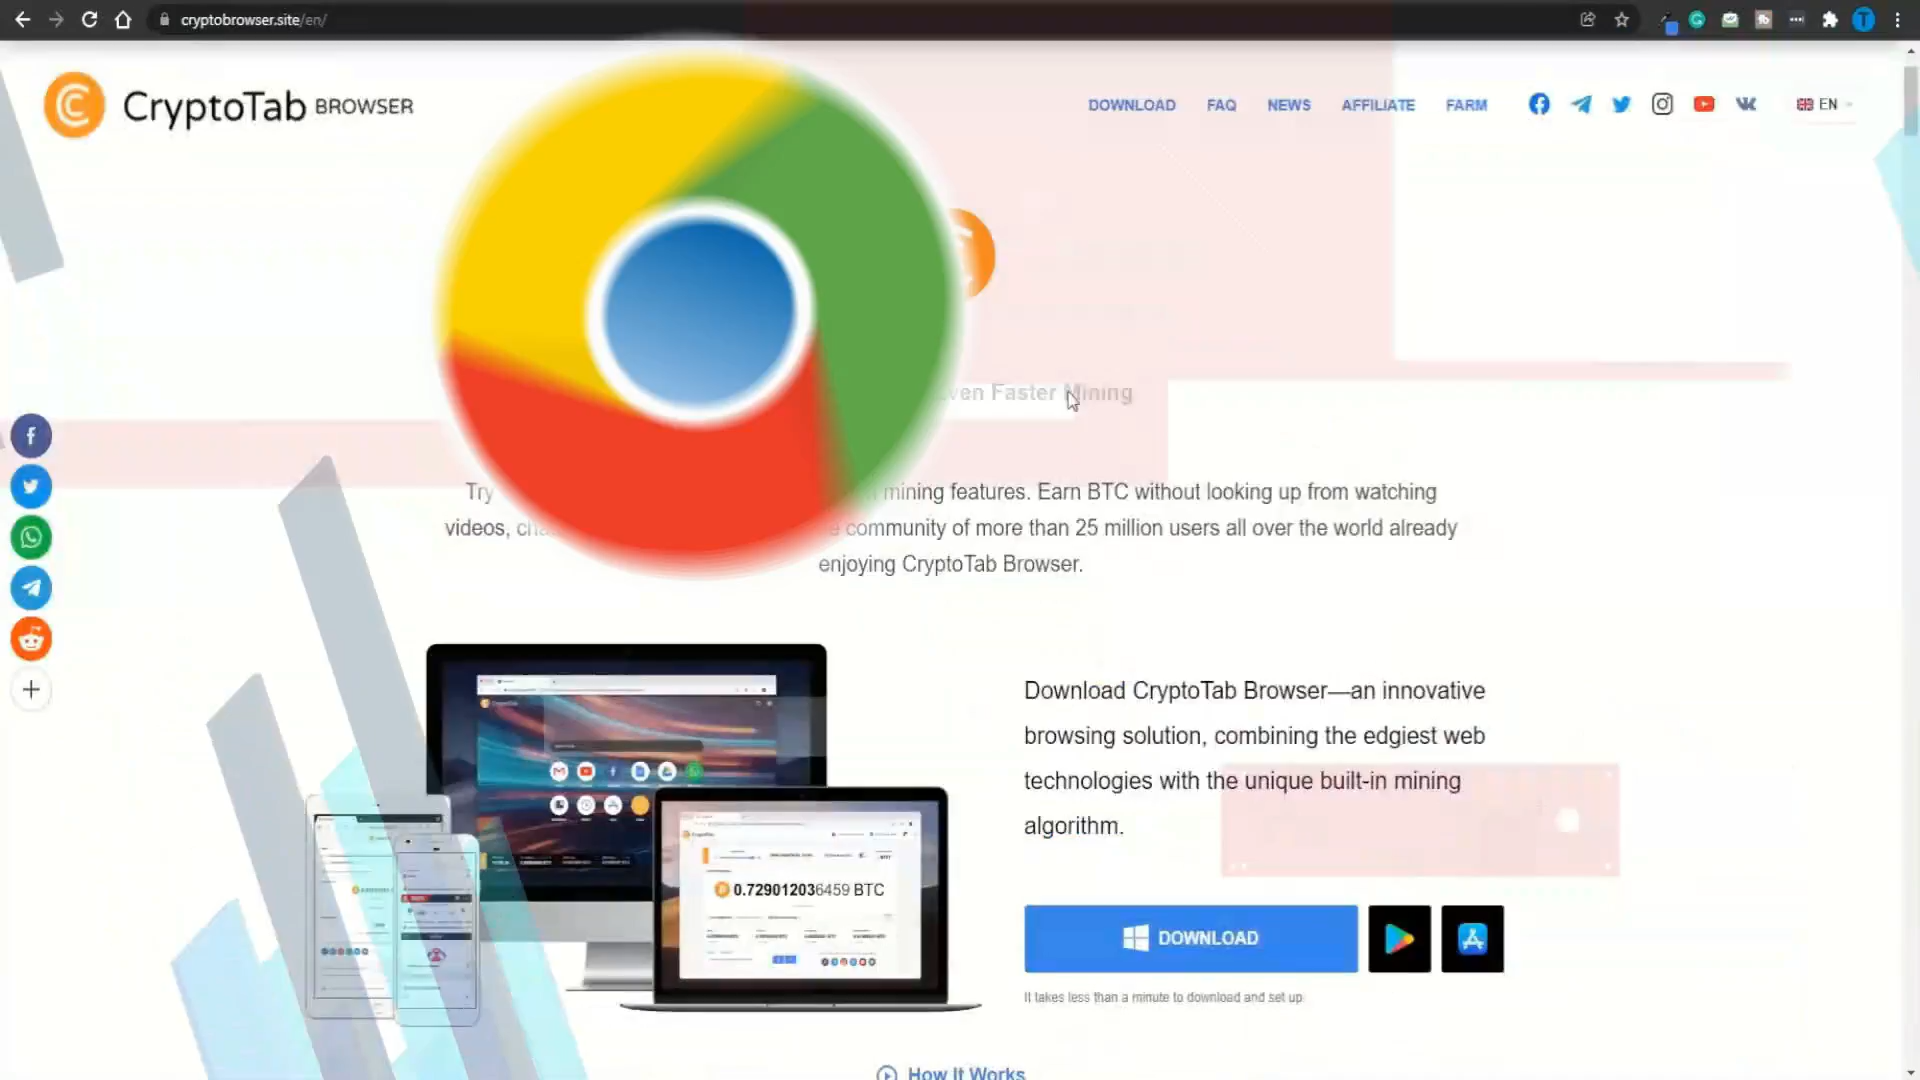 cryptobrowser.site/en/
CryptoTab BROWSER
DOWNLOAD FAQ NEWS AFFILIATE FARM EN
Even Faster Mining
Try mining features. Earn BTC without looking up from watching
videos, community of more than 25 million users all over the world already
enjoying CryptoTab Browser.
Download CryptoTab Browser—an innovative
browsing solution, combining the edgiest web
technologies with the unique built-in mining
algorithm.
0.729012036459 BTC
DOWNLOAD
It takes less than a minute to download and set up
How It Works